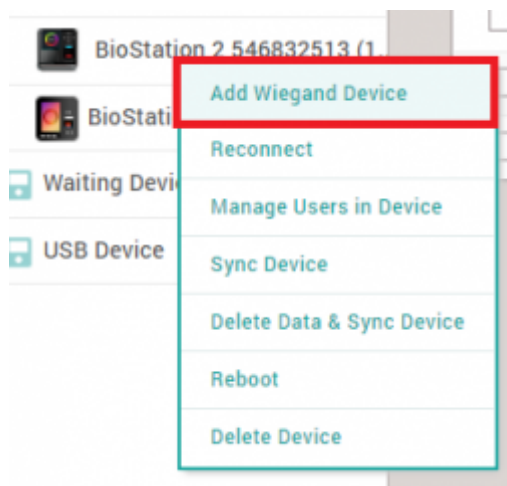 BioStation 2 546832513 (1.
Add Wiegand Device
BioStati
Reconnect
Waiting Devi
Manage Users in Device
USB Device
Sync Device
Delete Data & Sync Device
Reboot
Delete Device